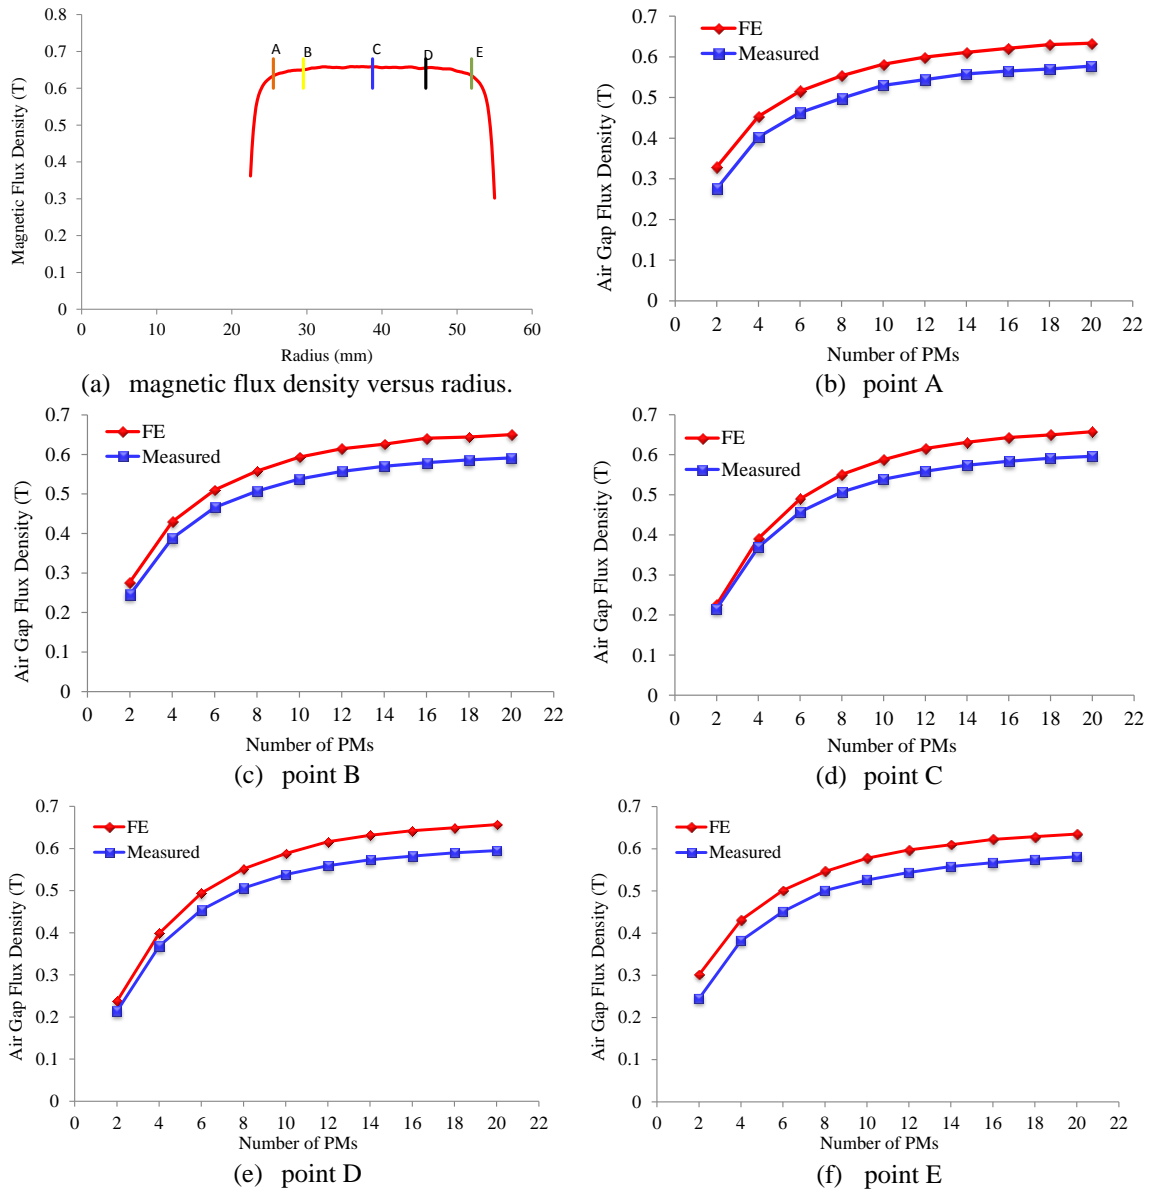 0.8
0.7
0.6
0.5
0.4
0.3
0.2
0.1
0
Magnetic Flux Density (T)
A
B
C
D
E
0 10 20 30 40 50 60
Radius (mm)
(a) magnetic flux density versus radius.
0.7
0.6
0.5
0.4
0.3
0.2
0.1
0
Air Gap Flux Density (T)
FE
Measured
0 2 4 6 8 10 12 14 16 18 20 22
Number of PMs
(b) point A
0.7
0.6
0.5
0.4
0.3
0.2
0.1
0
Air Gap Flux Density (T)
FE
Measured
0 2 4 6 8 10 12 14 16 18 20 22
Number of PMs
(c) point B
0.7
0.6
0.5
0.4
0.3
0.2
0.1
0
Air Gap Flux Density (T)
FE
Measured
0 2 4 6 8 10 12 14 16 18 20 22
Number of PMs
(d) point C
0.7
0.6
0.5
0.4
0.3
0.2
0.1
0
Air Gap Flux Density (T)
FE
Measured
0 2 4 6 8 10 12 14 16 18 20 22
Number of PMs
(e) point D
0.7
0.6
0.5
0.4
0.3
0.2
0.1
0
Air Gap Flux Density (T)
FE
Measured
0 2 4 6 8 10 12 14 16 18 20 22
Number of PMs
(f) point E